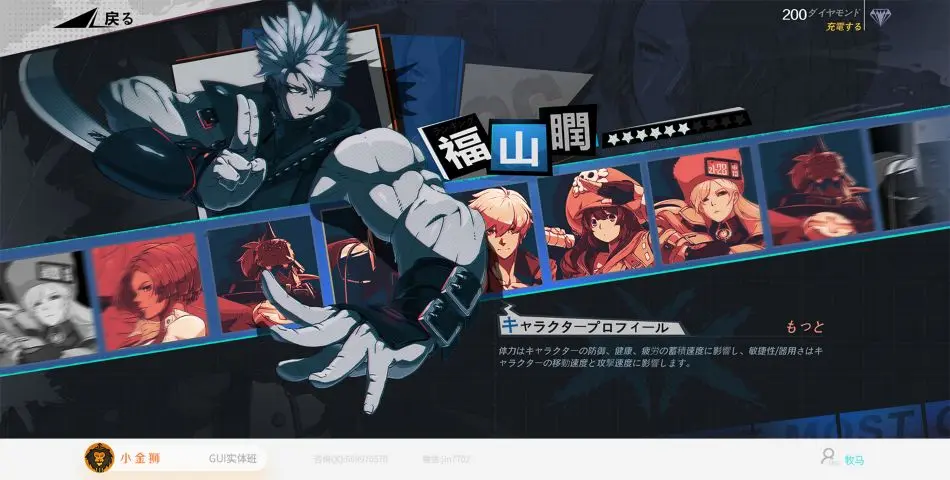 戻る
200ダイヤモンド
充電する
福山瞯
キャラクタープロフィール
もつと
体力はキャラクターの防御、健康、疲労の蓄積速度に影響し、敏捷性/器用さはキ
ャラクターの移動速度と攻撃速度に影響します。
MOST
小金狮
GUI实体班
牧马